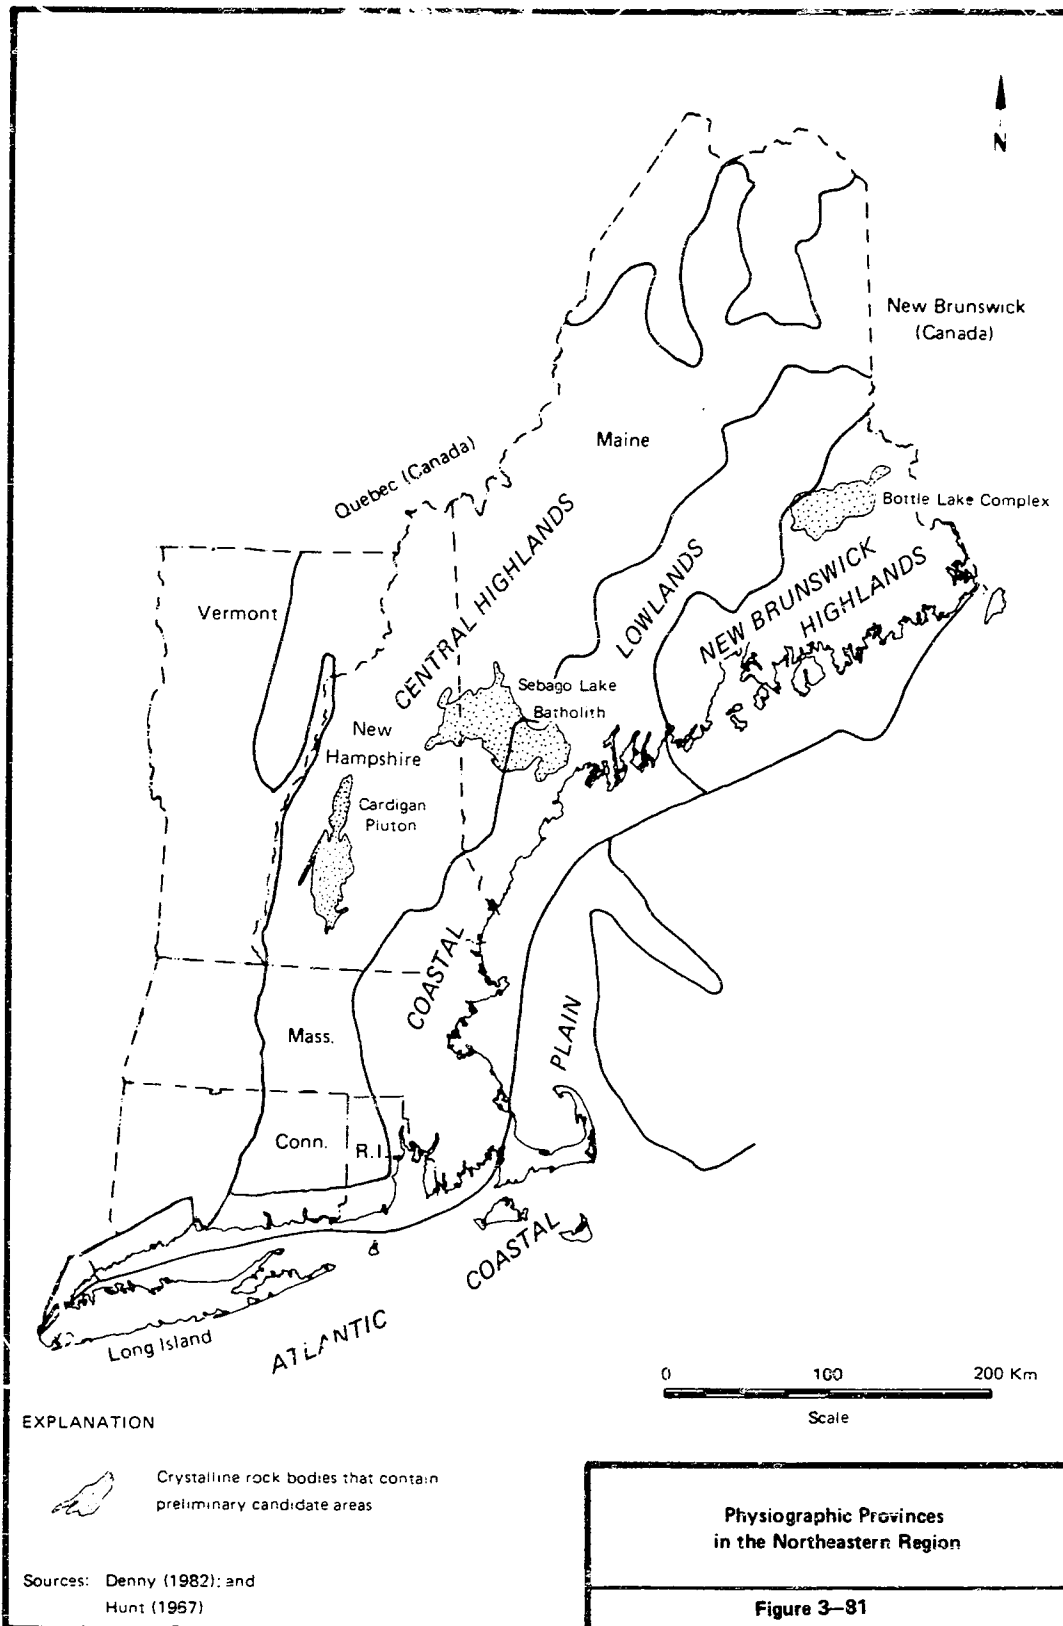 N
New Brunswick
(Canada)
Maine
Quebec (Canada)
Bottle Lake Complex
CENTRAL HIGHLANDS
LOWLANDS
NEW BRUNSWICK
HIGHLANDS
Vermont
Sebago Lake
Batholith
New
Hampshire
Cardigan
Pluton
COASTAL
PLAIN
Mass.
Conn.
R.I.
COASTAL
ATLANTIC
Long Island
0 100 200 Km
Scale
EXPLANATION
Crystalline rock bodies that contain
preliminary candidate areas
Sources: Denny (1982); and
Hunt (1967)
Physiographic Provinces
in the Northeastern Region
Figure 3–81